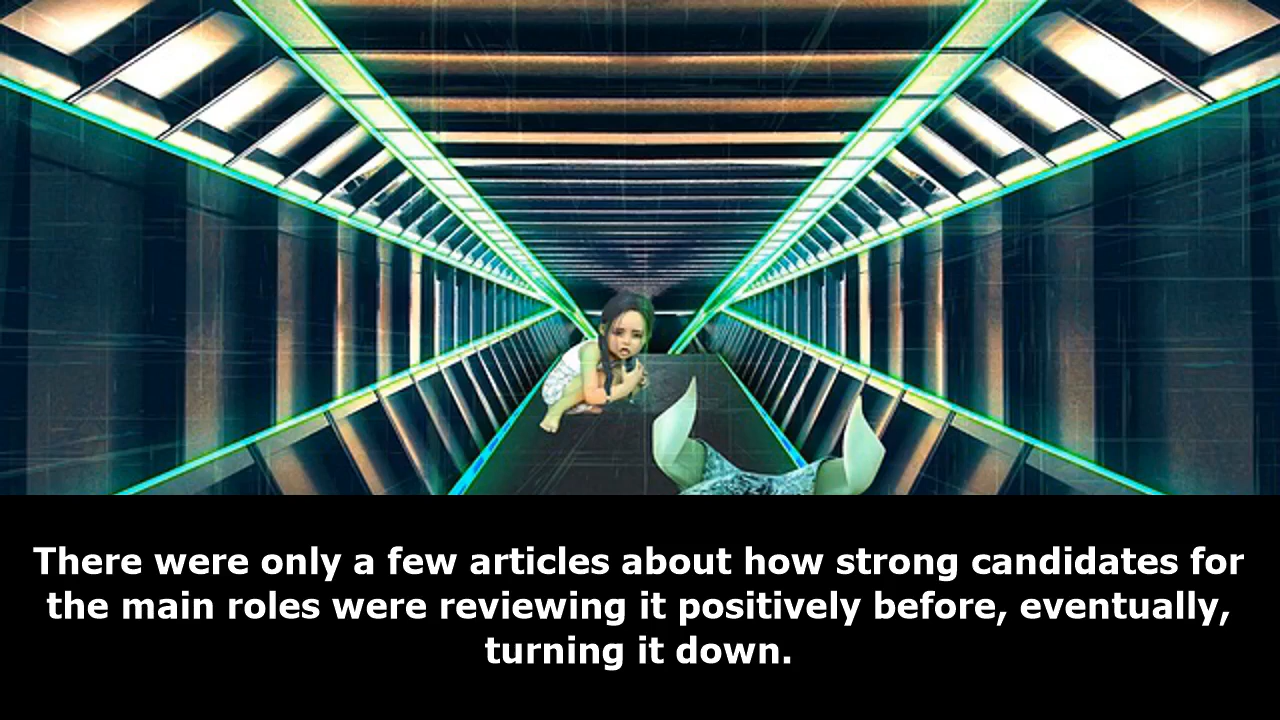 There were only a few articles about how strong candidates for
the main roles were reviewing it positively before, eventually,
turning it down.